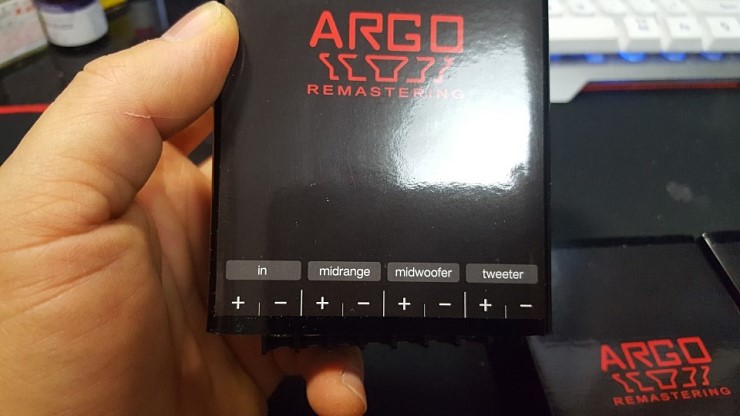 ARGO
REMASTERING
in midrange midwoofer tweeter
+ − + − + − + −
ARGO
REMASTERING